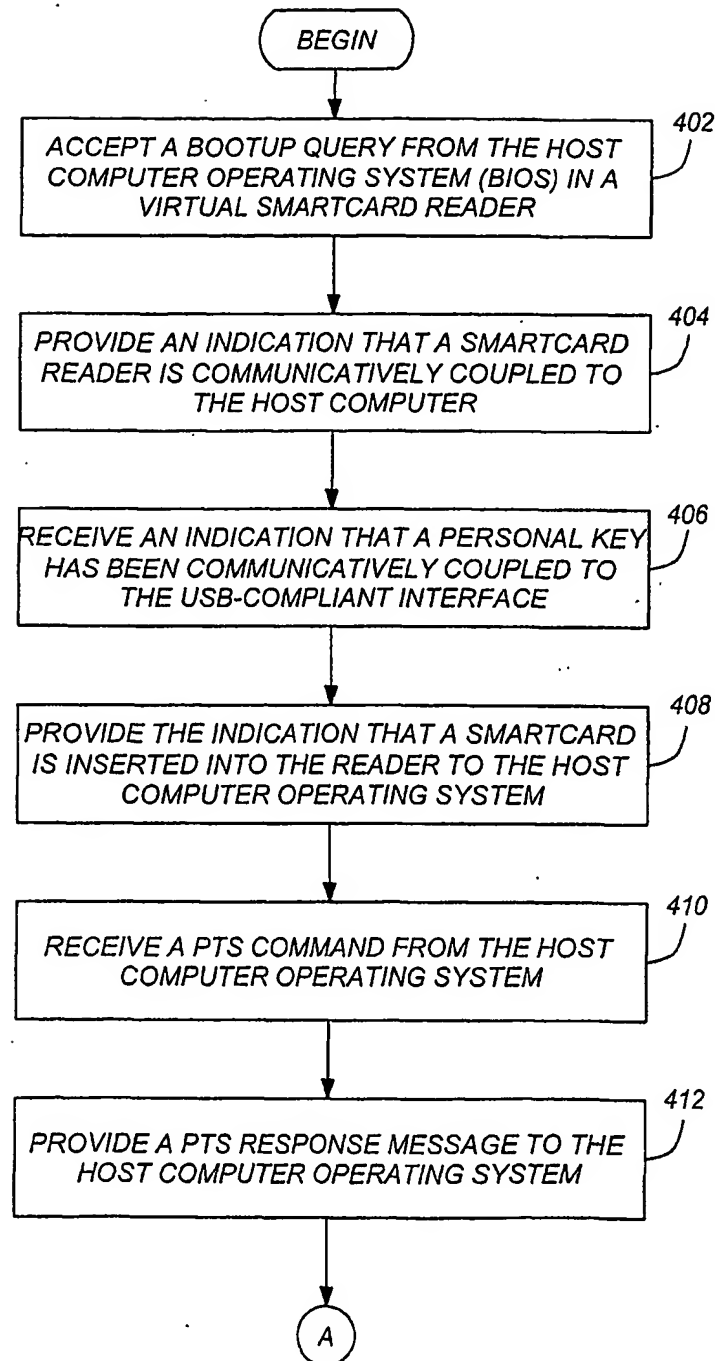 BEGIN
402
ACCEPT A BOOTUP QUERY FROM THE HOST
COMPUTER OPERATING SYSTEM (BIOS) IN A
VIRTUAL SMARTCARD READER
404
PROVIDE AN INDICATION THAT A SMARTCARD
READER IS COMMUNICATIVELY COUPLED TO
THE HOST COMPUTER
406
RECEIVE AN INDICATION THAT A PERSONAL KEY
HAS BEEN COMMUNICATIVELY COUPLED TO
THE USB-COMPLIANT INTERFACE
408
PROVIDE THE INDICATION THAT A SMARTCARD
IS INSERTED INTO THE READER TO THE HOST
COMPUTER OPERATING SYSTEM
410
RECEIVE A PTS COMMAND FROM THE HOST
COMPUTER OPERATING SYSTEM
412
PROVIDE A PTS RESPONSE MESSAGE TO THE
HOST COMPUTER OPERATING SYSTEM
A